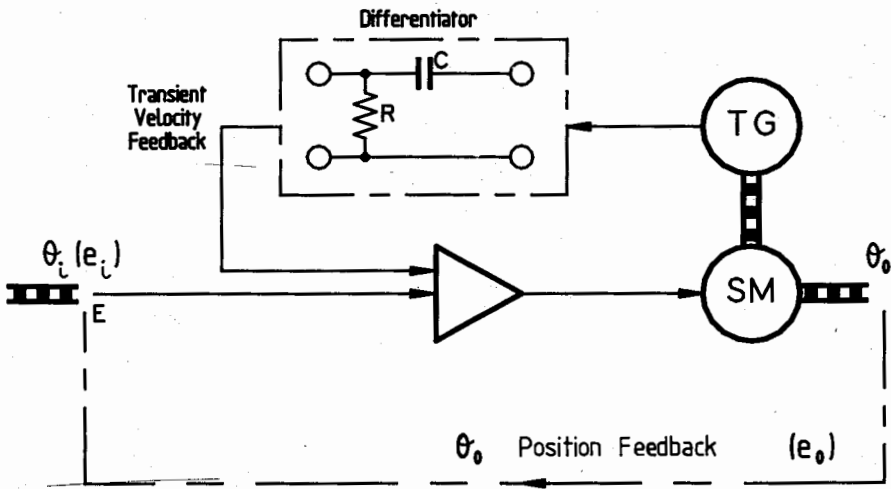 Differentiator
C
R
Transient
Velocity
Feedback
TG
θi (ei)
E
SM
θo
θo Position Feedback (eo)